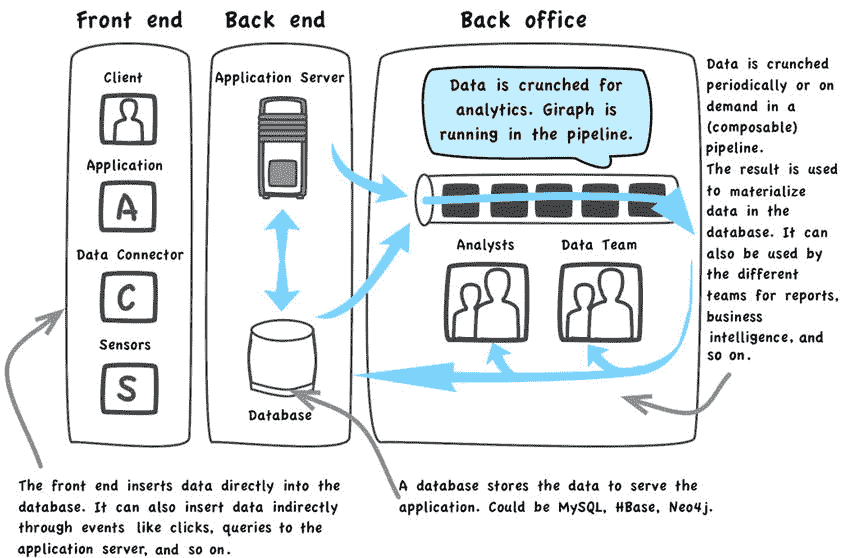 Front end
Back end
Back office
Client
Application
A
Data Connector
C
Sensors
S
Application Server
Database
Data is crunched for
analytics. Giraph is
running in the pipeline.
Analysts
Data Team
Data is crunched
periodically or on
demand in a
(composable)
pipeline.
The result is used
to materialize
data in the
database. It can
also be used by
the different
teams for reports,
business
intelligence, and
so on.
The front end inserts data directly into the
database. It can also insert data indirectly
through events like clicks, queries to the
application server, and so on.
A database stores the data to serve the
application. Could be MySQL, HBase, Neo4j.